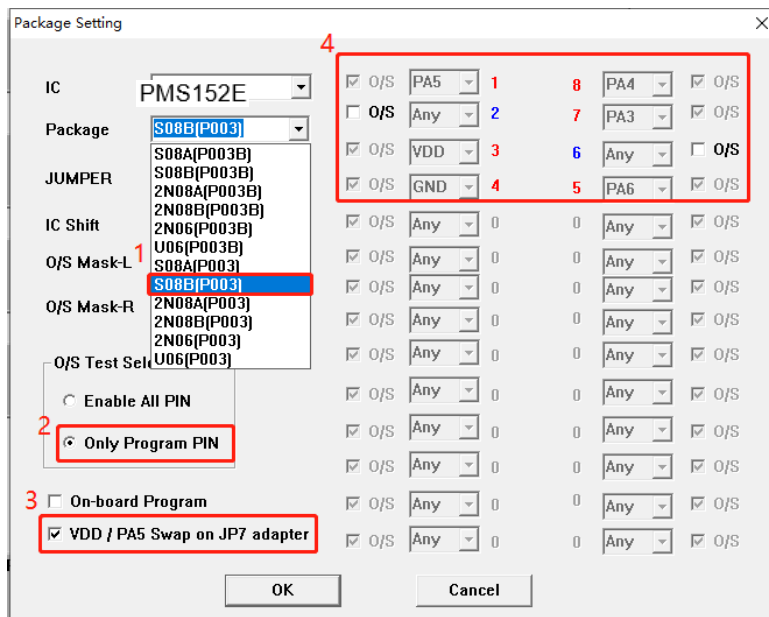 Package Setting
4
IC
PMS152E
Package
S08B(P003)
S08A(P003B)
S08B(P003B)
2N08A(P003B)
2N08B(P003B)
2N06(P003B)
U06(P003B)
S08A(P003)
S08B(P003)
2N08A(P003)
2N08B(P003)
2N06(P003)
U06(P003)
JUMPER
IC Shift
1
O/S Mask-L
O/S Mask-R
O/S Test Sel
Enable All PIN
2
Only Program PIN
3
On-board Program
VDD / PA5 Swap on JP7 adapter
O/S PA5 1 8 PA4 O/S
O/S Any 2 7 PA3 O/S
O/S VDD 3 6 Any O/S
O/S GND 4 5 PA6 O/S
O/S Any 0 0 Any O/S
O/S Any 0 0 Any O/S
O/S Any 0 0 Any O/S
O/S Any 0 0 Any O/S
O/S Any 0 0 Any O/S
O/S Any 0 0 Any O/S
O/S Any 0 0 Any O/S
O/S Any 0 0 Any O/S
O/S Any 0 0 Any O/S
O/S Any 0 0 Any O/S
OK
Cancel